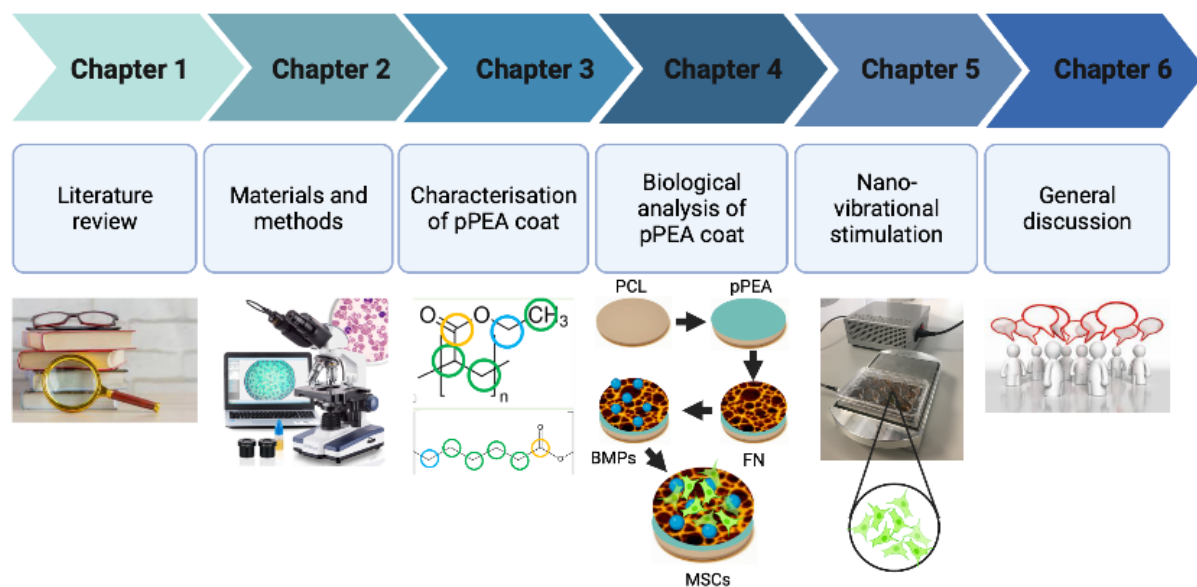 Chapter 1
Chapter 2
Chapter 3
Chapter 4
Chapter 5
Chapter 6
Literature
review
Materials and
methods
Characterisation
of pPEA coat
Biological
analysis of
pPEA coat
Nano-
vibrational
stimulation
General
discussion
O
O
CH3
n
O
O
PCL
pPEA
BMPs
FN
MSCs